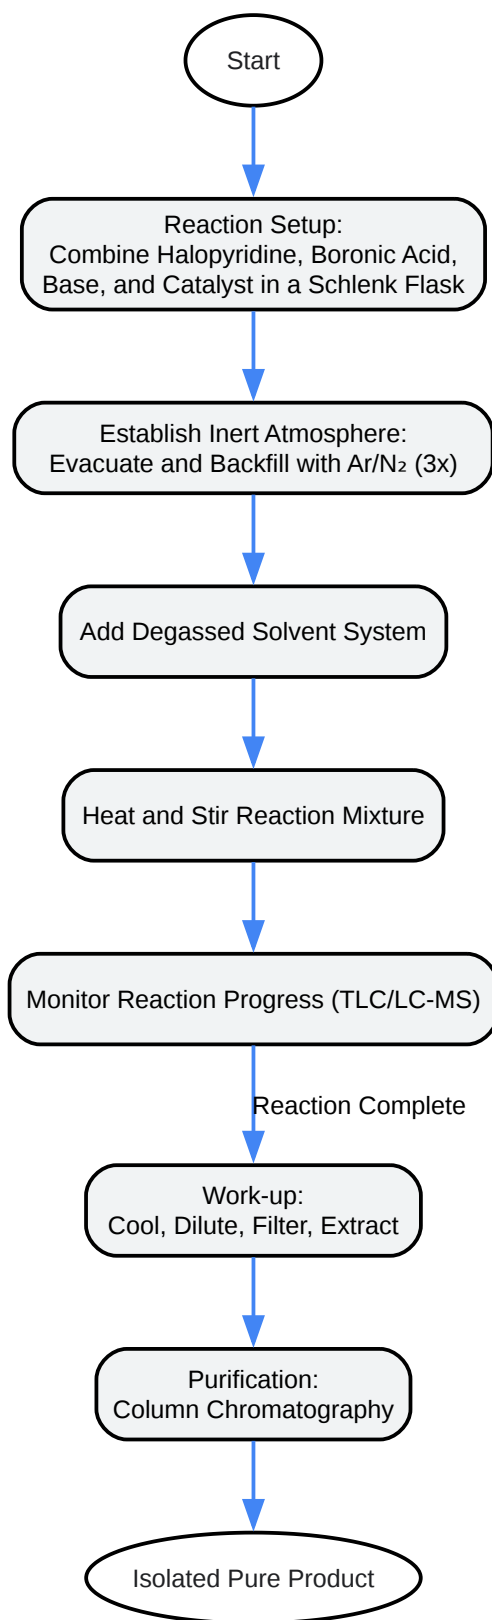 Start
Reaction Setup:
Combine Halopyridine, Boronic Acid,
Base, and Catalyst in a Schlenk Flask
Establish Inert Atmosphere:
Evacuate and Backfill with Ar/N₂ (3x)
Add Degassed Solvent System
Heat and Stir Reaction Mixture
Monitor Reaction Progress (TLC/LC-MS)
Reaction Complete
Work-up:
Cool, Dilute, Filter, Extract
Purification:
Column Chromatography
Isolated Pure Product